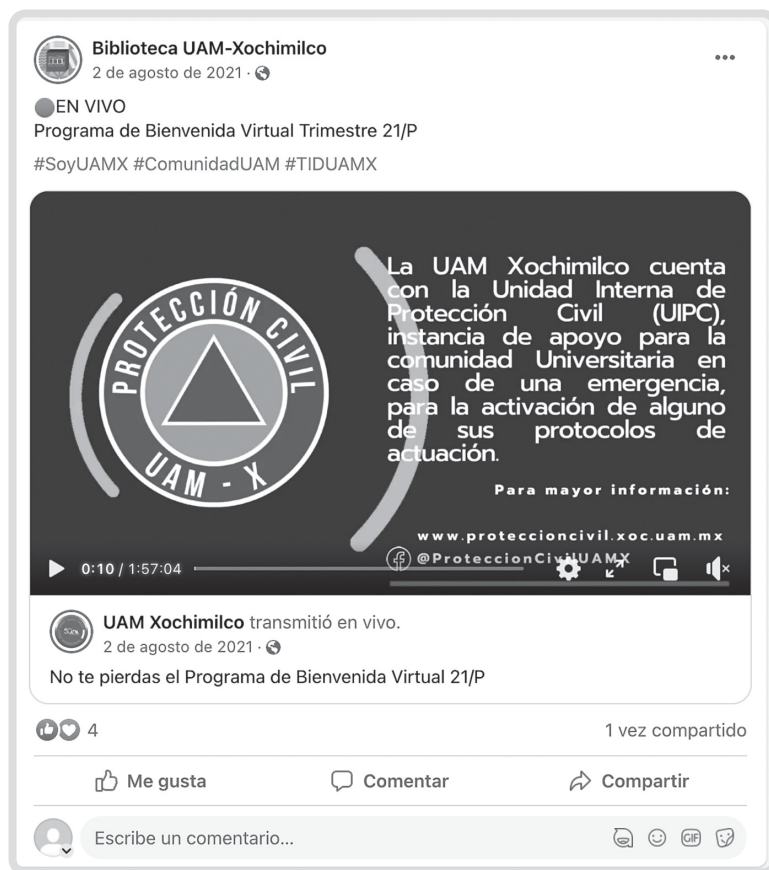 Biblioteca UAM-Xochimilco
2 de agosto de 2021 ·
EN VIVO
Programa de Bienvenida Virtual Trimestre 21/P
#SoyUAMX #ComunidadUAM #TIDUAMX
PROTECCIÓN CIVIL
UAM - X
La UAM Xochimilco cuenta
con la Unidad Interna de
Protección Civil (UIPC),
instancia de apoyo para la
comunidad Universitaria en
caso de una emergencia,
para la activación de alguno
de sus protocolos de
actuación.
Para mayor información:
www.proteccioncivil.xoc.uam.mx
@ProteccionCivilUAMX
0:10 / 1:57:04
UAM Xochimilco transmitió en vivo.
2 de agosto de 2021 ·
No te pierdas el Programa de Bienvenida Virtual 21/P
4
1 vez compartido
Me gusta
Comentar
Compartir
Escribe un comentario...
GIF